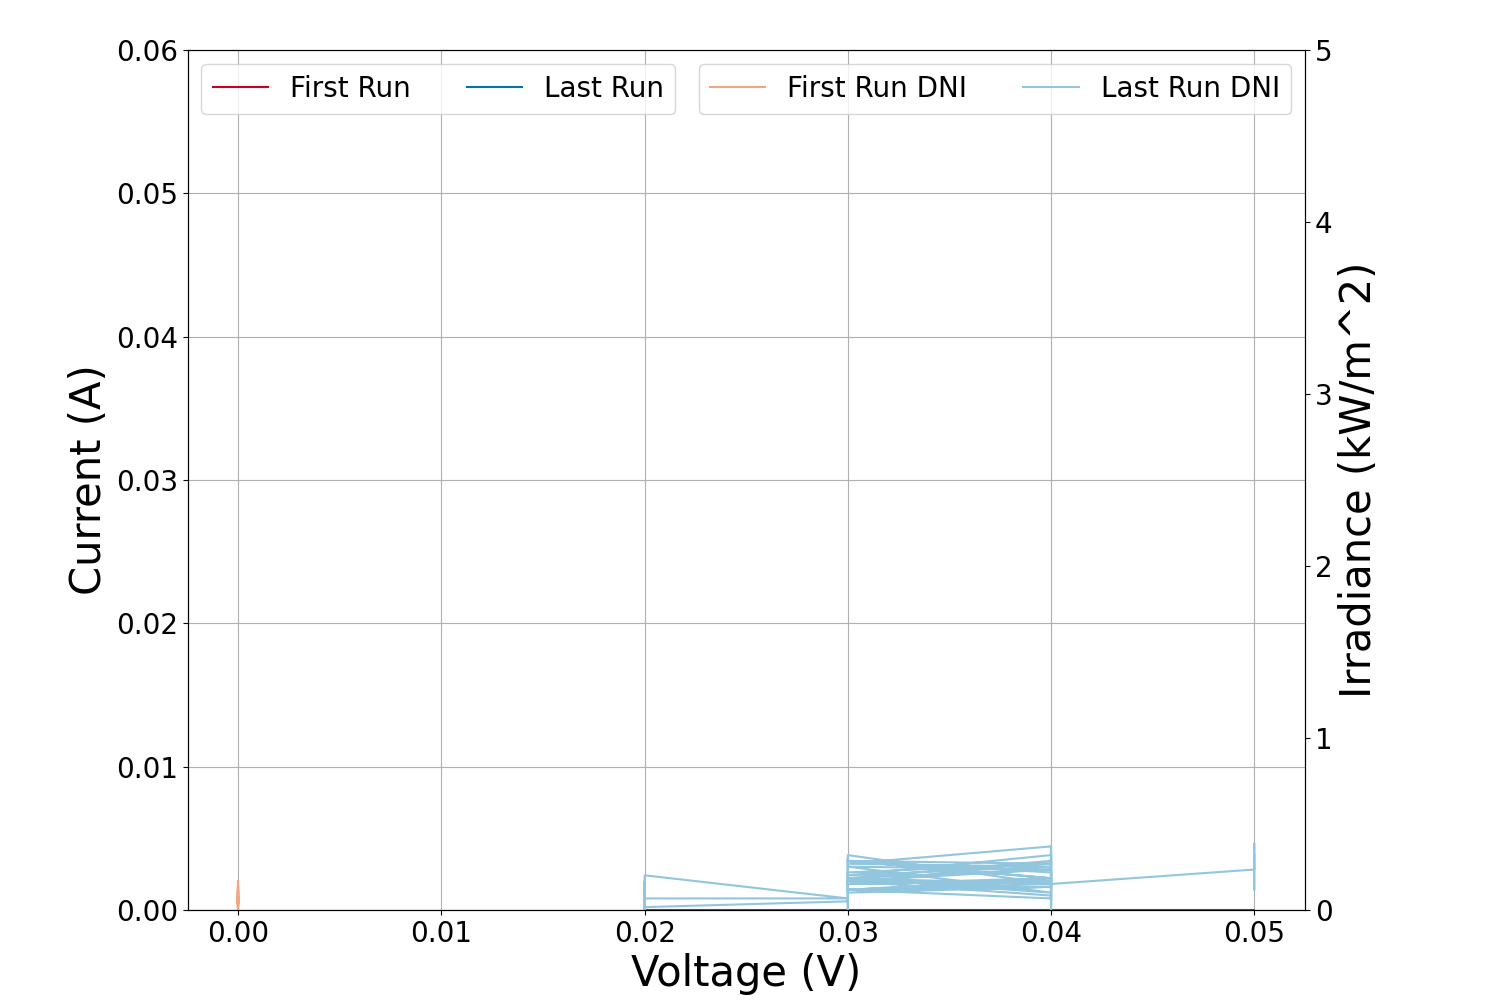 First Run
Last Run
First Run DNI
Last Run DNI
0.06
0.05
0.04
0.03
0.02
0.01
0.00
Current (A)
5
4
3
2
1
0
Irradiance (kW/m^2)
0.00
0.01
0.02
0.03
0.04
0.05
Voltage (V)